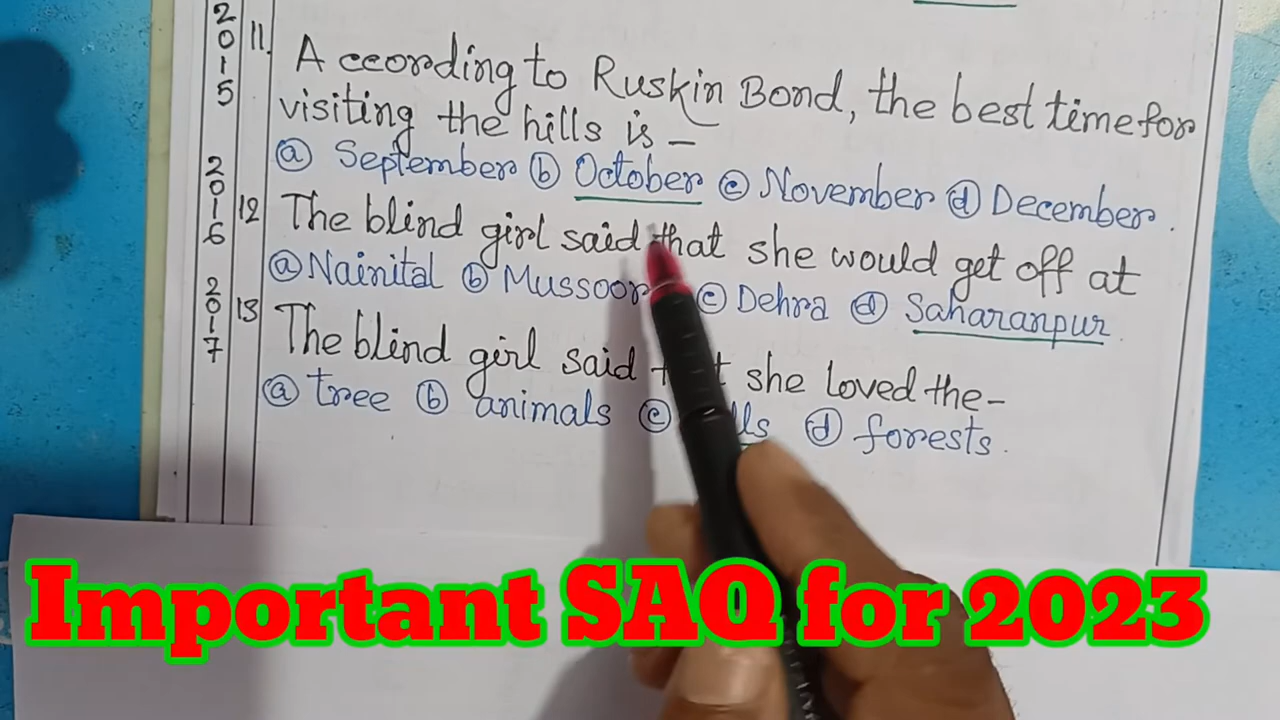 2015 11. According to Ruskin Bond, the best time for
visiting the hills is –
(a) September (b) October (c) November (d) December.
2016 12 The blind girl said that she would get off at
(a) Nainital (b) (c) Dehra (d) Saharanpur.
2017 13 The blind girl said she loved the –
(a) tree (b) animals (c) (d) forests.
Important SAQ for 2023